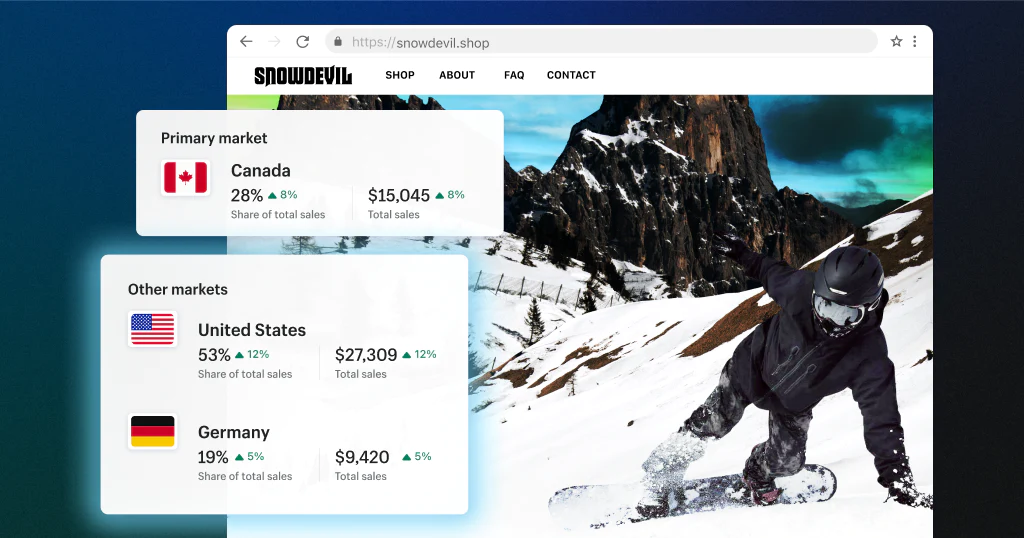 https://snowdevil.shop
SNOWDEVIL SHOP ABOUT FAQ CONTACT
Primary market
Canada
28% ▲ 8% $15,045 ▲ 8%
Share of total sales Total sales
Other markets
United States
53% ▲ 12% $27,309 ▲ 12%
Share of total sales Total sales
Germany
19% ▲ 5% $9,420 ▲ 5%
Share of total sales Total sales